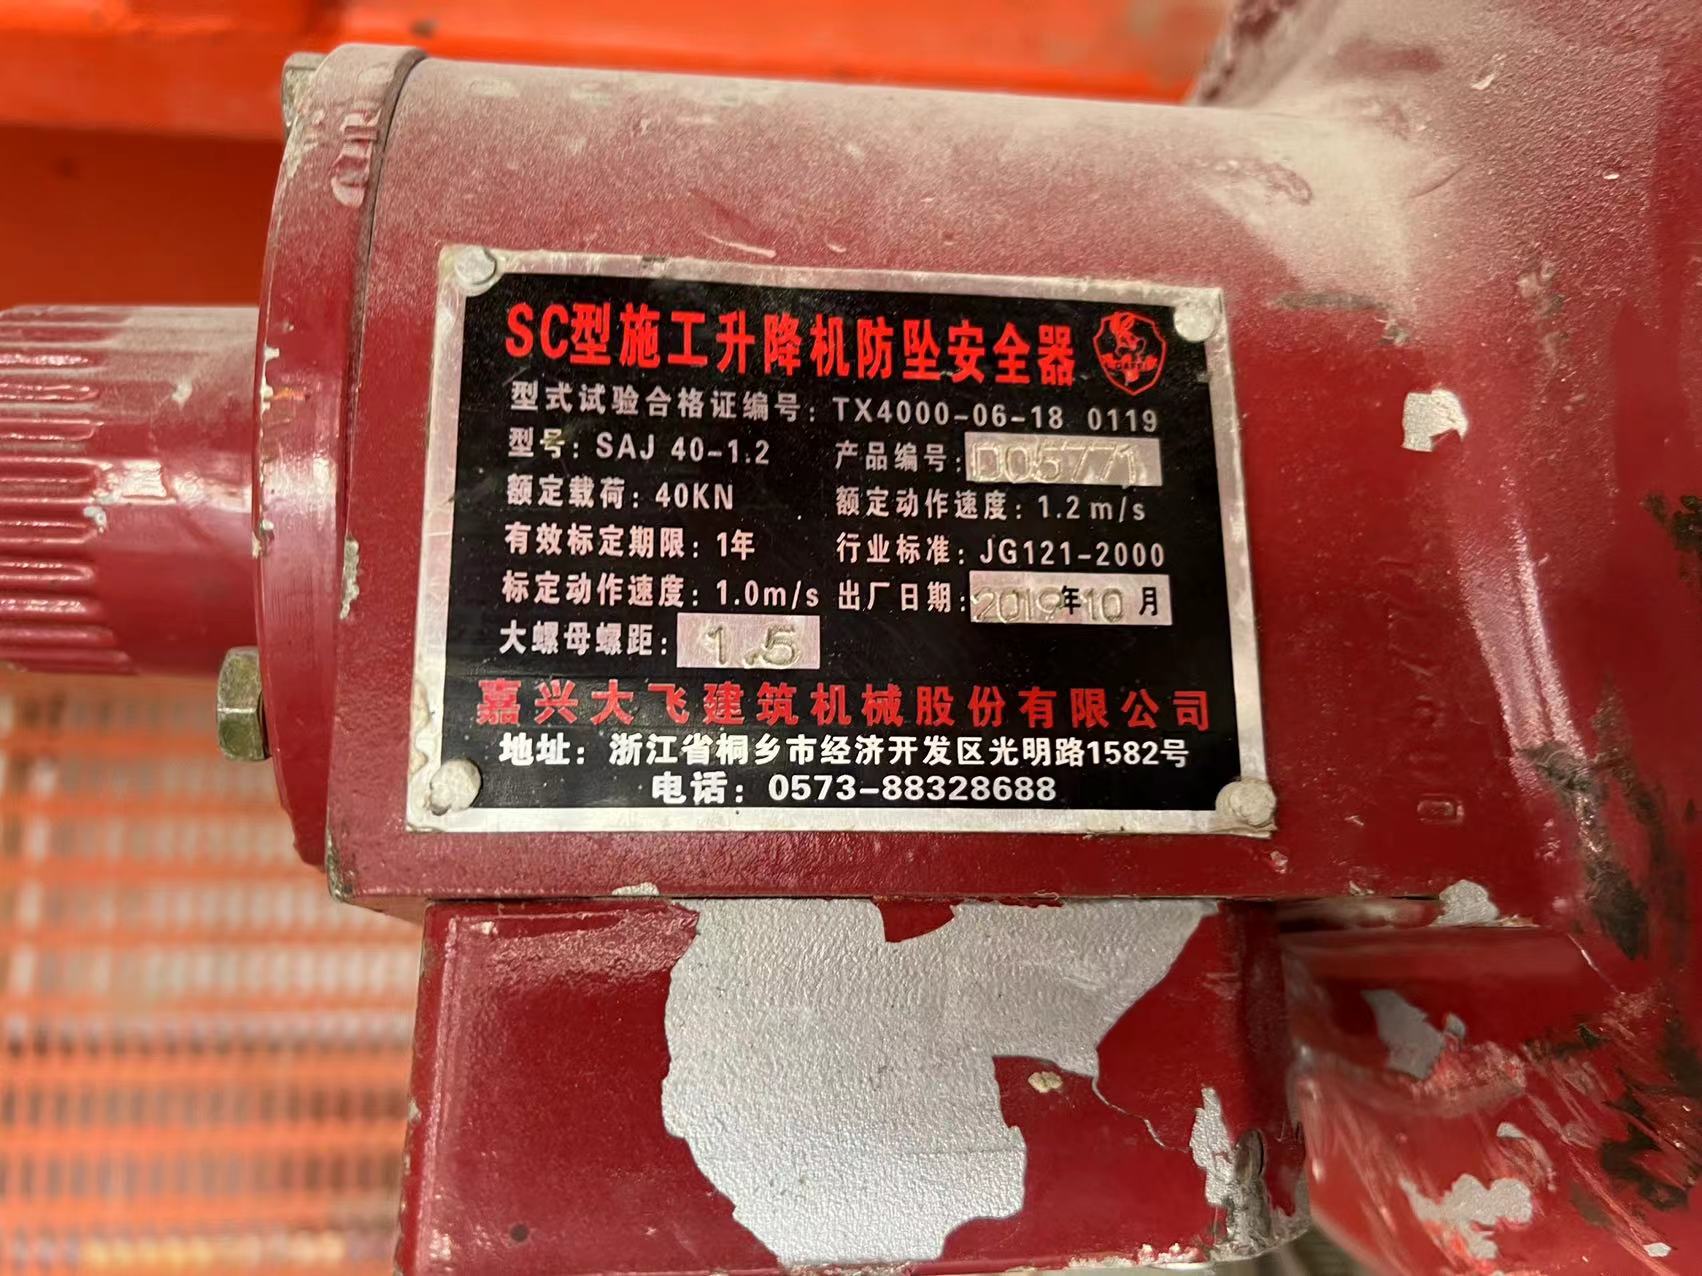 SC型施工升降机防坠安全器
型式试验合格证编号：TX4000-06-18 0119
型号：SAJ 40-1.2 产品编号：D05771
额定载荷：40KN 额定动作速度：1.2m/s
有效标定期限：1年 行业标准：JG121-2000
标定动作速度：1.0m/s 出厂日期：2019年10月
大螺母螺距：1.5
嘉兴大飞建筑机械股份有限公司
地址：浙江省桐乡市经济开发区光明路1582号
电话：0573-88328688